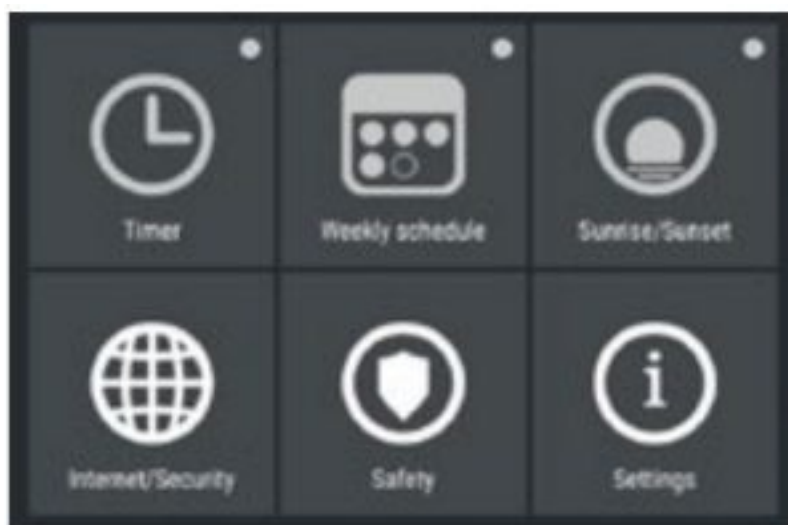 Timer
Weekly schedule
Sunrise/Sunset
Internet/Security
Safety
Settings